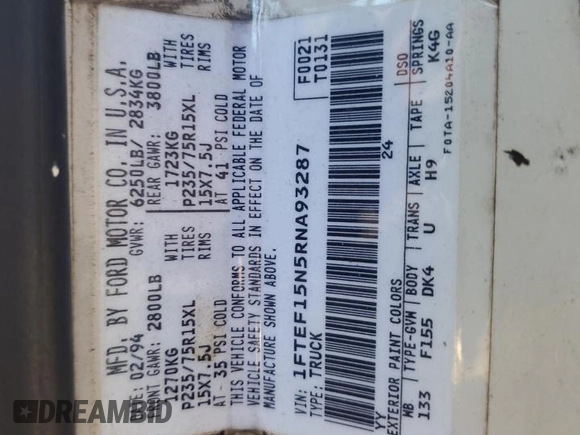 MFD. BY FORD MOTOR CO. IN U.S.A.
DATE: 02/94 GVWR: 6250LB/ 2834KG
FRONT GAWR: 2800LB REAR GAWR: 3800LB
1270KG WITH 1723KG WITH
P235/75R15XL TIRES P235/75R15XL TIRES
15X7.5J RIMS 15X7.5J RIMS
AT 35 PSI COLD AT 41 PSI COLD
THIS VEHICLE CONFORMS TO ALL APPLICABLE FEDERAL MOTOR
VEHICLE SAFETY STANDARDS IN EFFECT ON THE DATE OF
MANUFACTURE SHOWN ABOVE.
F0021
T0131
VIN: 1FTEF15N5RNA93287
TYPE: TRUCK
24
YY
EXTERIOR PAINT COLORS DSO
WB TYPE-GVW BODY TRANS AXLE TAPE SPRINGS
133 F155 DK4 U H9 K4G
F0TA-15204A10-AA
DREAMBID